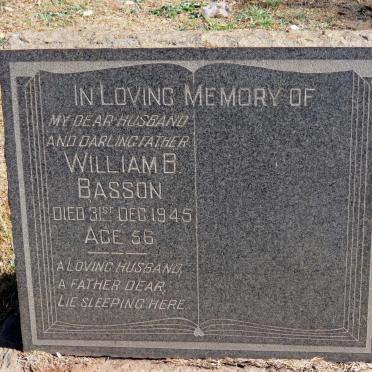 IN LOVING MEMORY OF
MY DEAR HUSBAND
AND DARLING FATHER
WILLIAM B.
BASSON
DIED 31ST DEC 1945
AGE 56
A LOVING HUSBAND,
A FATHER DEAR,
LIE SLEEPING HERE